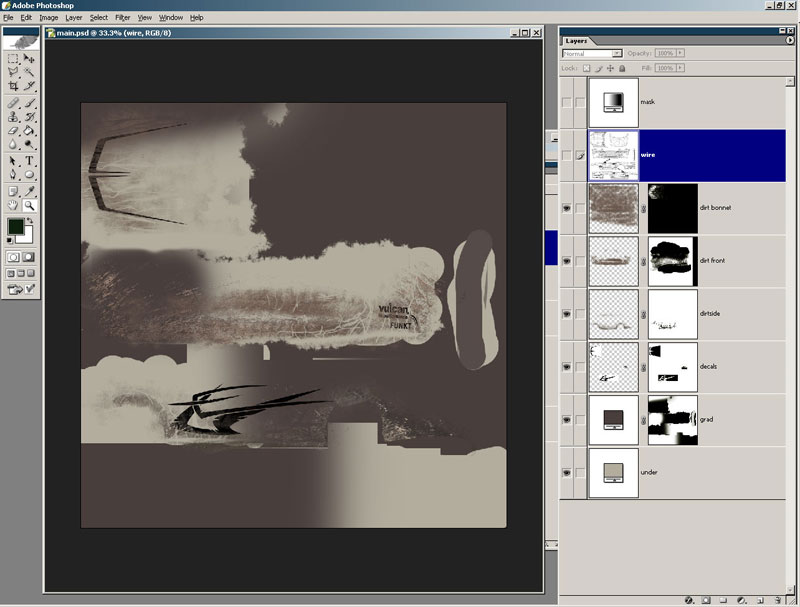 Adobe Photoshop
File Edit Image Layer Select Filter View Window Help
main.psd @ 33.3% (wire, RGB/8)
Layers
Normal Opacity: 100%
Lock: Fill: 100%
mask
wire
dirt bonnet
dirt front
dirtside
decals
grad
under
vulcan
FUNKT
T